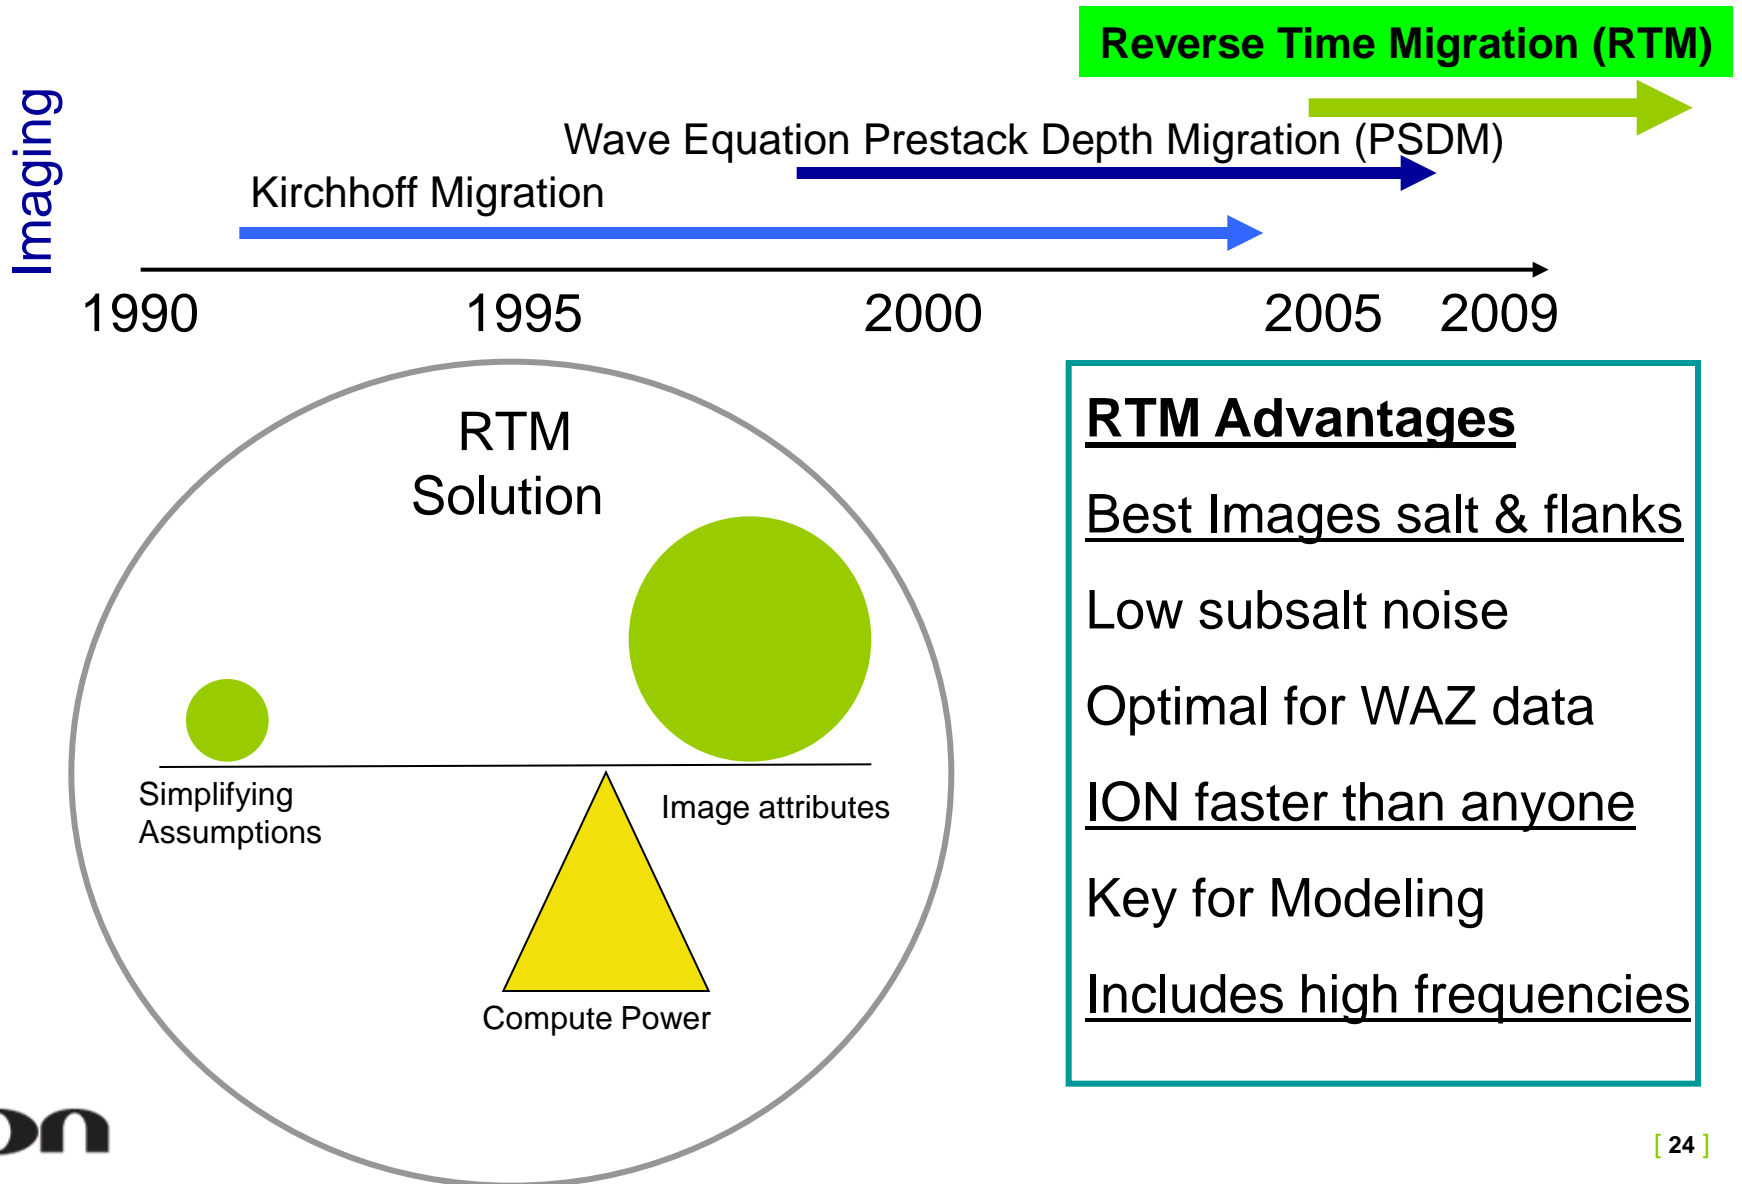 Reverse Time Migration (RTM)
Imaging
Wave Equation Prestack Depth Migration (PSDM)
Kirchhoff Migration
1990 1995 2000 2005 2009
RTM
Solution
Simplifying
Assumptions
Image attributes
Compute Power
RTM Advantages
Best Images salt & flanks
Low subsalt noise
Optimal for WAZ data
ION faster than anyone
Key for Modeling
Includes high frequencies
on
[ 24 ]